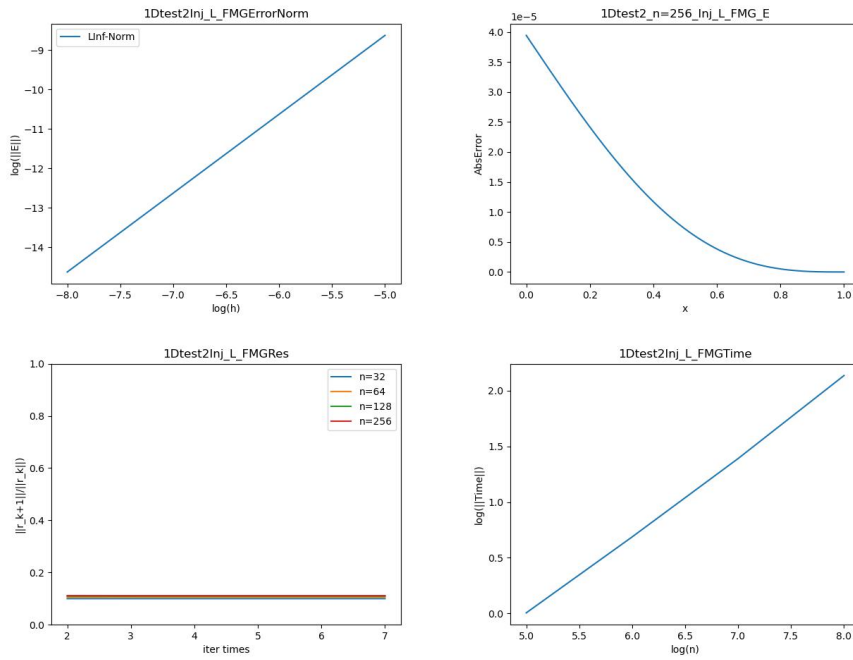 1Dtest2Inj_L_FMGErrorNorm
LInf-Norm
log(||E||)
−9
−10
−11
−12
−13
−14
−8.0 −7.5 −7.0 −6.5 −6.0 −5.5 −5.0
log(h)
1Dtest2_n=256_Inj_L_FMG_E
1e−5
AbsError
4.0
3.5
3.0
2.5
2.0
1.5
1.0
0.5
0.0
0.0 0.2 0.4 0.6 0.8 1.0
x
1Dtest2Inj_L_FMGRes
n=32
n=64
n=128
n=256
||r_k+1||/||r_k||
1.0
0.8
0.6
0.4
0.2
0.0
2 3 4 5 6 7
iter times
1Dtest2Inj_L_FMGTime
log(||Time||)
2.0
1.5
1.0
0.5
0.0
5.0 5.5 6.0 6.5 7.0 7.5 8.0
log(n)